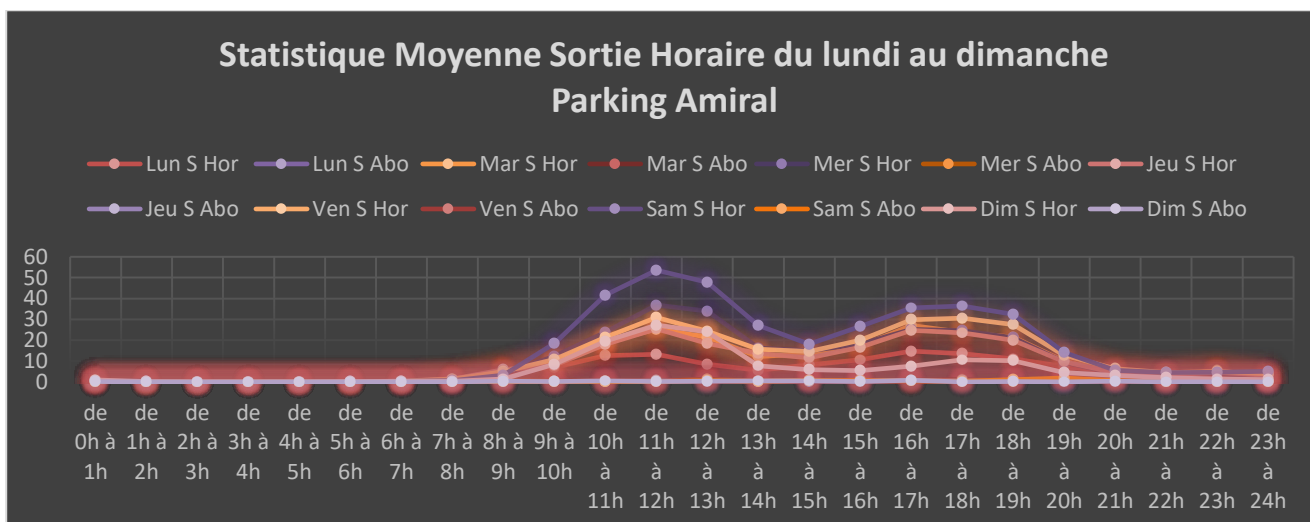 Statistique Moyenne Sortie Horaire du lundi au dimanche
Parking Amiral
Lun S Hor Lun S Abo Mar S Hor Mar S Abo Mer S Hor Mer S Abo Jeu S Hor
Jeu S Abo Ven S Hor Ven S Abo Sam S Hor Sam S Abo Dim S Hor Dim S Abo
60
50
40
30
20
10
0
de de de de de de de de de de de de de de de de de de de de de de de de
0h à 1h à 2h à 3h à 4h à 5h à 6h à 7h à 8h à 9h à 10h 11h 12h 13h 14h 15h 16h 17h 18h 19h 20h 21h 22h 23h
1h 2h 3h 4h 5h 6h 7h 8h 9h 10h à à à à à à à à à à à à à à
11h 12h 13h 14h 15h 16h 17h 18h 19h 20h 21h 22h 23h 24h